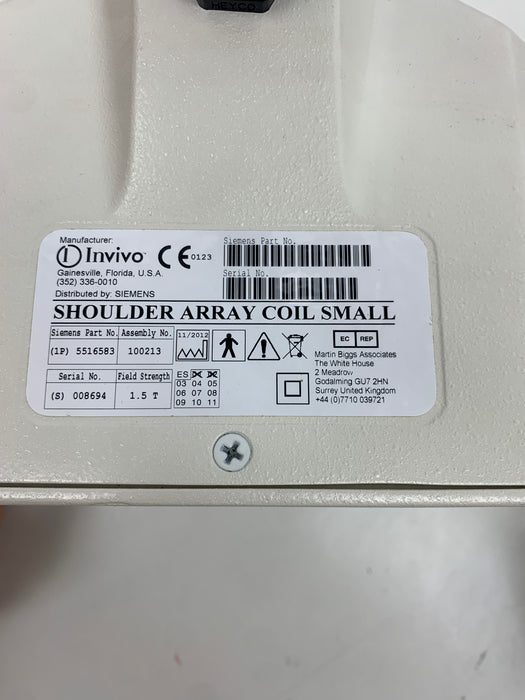 HEYCO
Manufacturer:
Invivo
CE 0123
Gainesville, Florida, U.S.A.
(352) 336-0010
Distributed by: SIEMENS
Siemens Part No.
Serial No.
SHOULDER ARRAY COIL SMALL
Siemens Part No. Assembly No.
(1P) 5516583 100213
11/2012
EC REP
Martin Biggs Associates
The White House
2 Meadrow
Godalming GU7 2HN
Surrey United Kingdom
+44 (0)7710 039721
Serial No. Field Strength
(S) 008694 1.5 T
ES
03 04 05
06 07 08
09 10 11